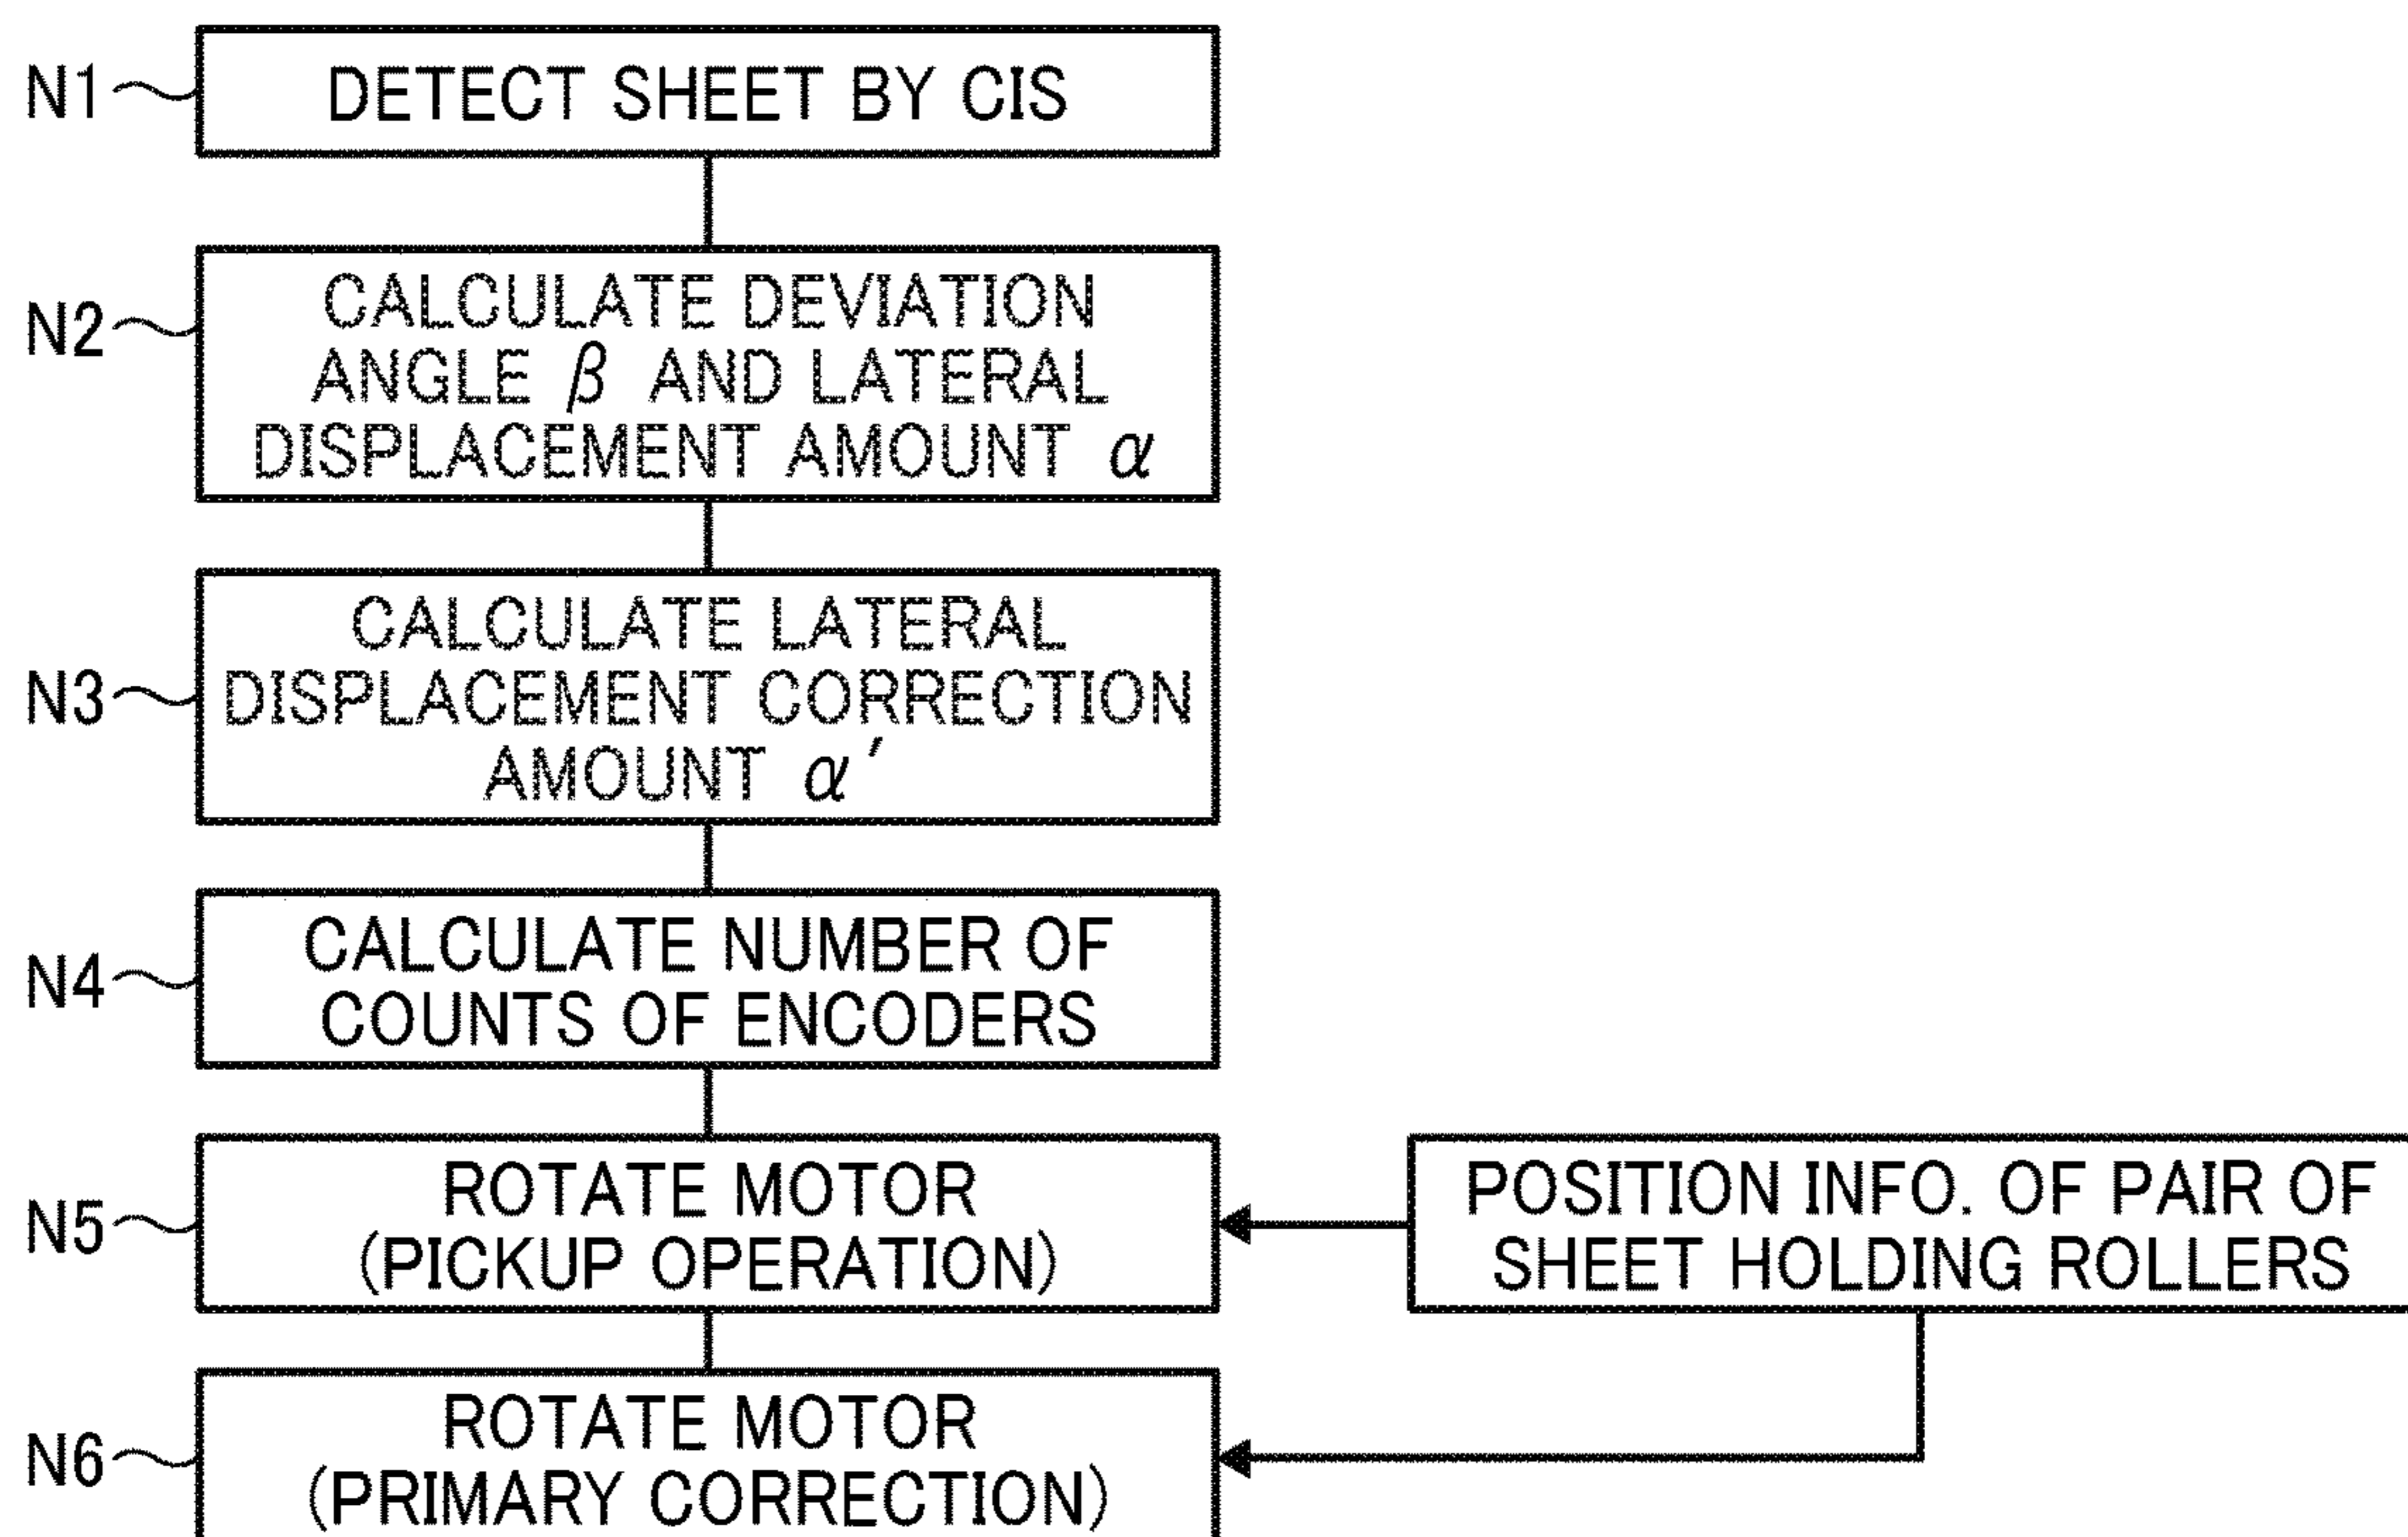 N1
DETECT SHEET BY CIS
N2
CALCULATE DEVIATION
ANGLE β AND LATERAL
DISPLACEMENT AMOUNT α
N3
CALCULATE LATERAL
DISPLACEMENT CORRECTION
AMOUNT α′
N4
CALCULATE NUMBER OF
COUNTS OF ENCODERS
N5
ROTATE MOTOR
(PICKUP OPERATION)
POSITION INFO. OF PAIR OF
SHEET HOLDING ROLLERS
N6
ROTATE MOTOR
(PRIMARY CORRECTION)